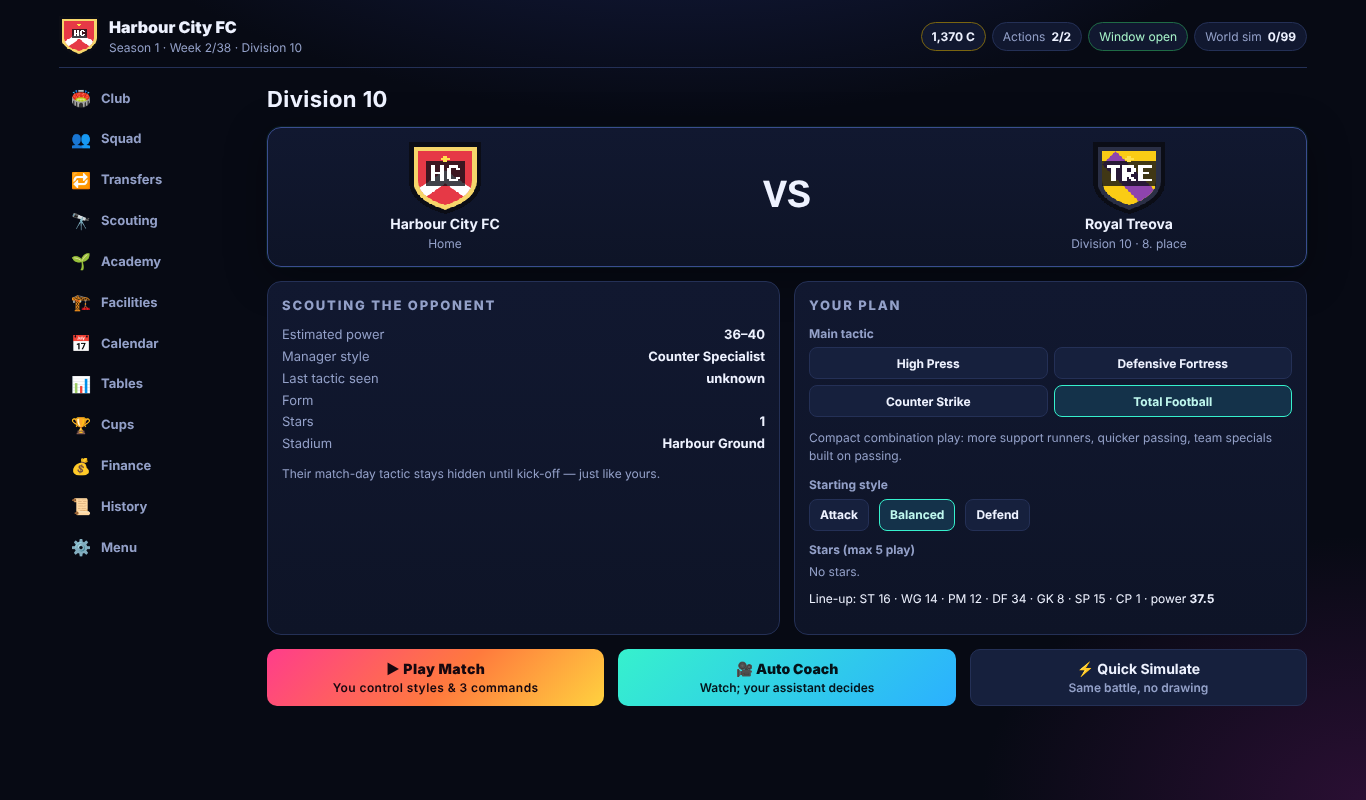 HC
Harbour City FC
Season 1 · Week 2/38 · Division 10
1,370 C
Actions 2/2
Window open
World sim 0/99
Club
Squad
Transfers
Scouting
Academy
Facilities
Calendar
Tables
Cups
Finance
History
Menu
Division 10
HC
Harbour City FC
Home
VS
TRE
Royal Treova
Division 10 · 8. place
SCOUTING THE OPPONENT
Estimated power 36–40
Manager style Counter Specialist
Last tactic seen unknown
Form
Stars 1
Stadium Harbour Ground
Their match-day tactic stays hidden until kick-off — just like yours.
YOUR PLAN
Main tactic
High Press
Defensive Fortress
Counter Strike
Total Football
Compact combination play: more support runners, quicker passing, team specials
built on passing.
Starting style
Attack
Balanced
Defend
Stars (max 5 play)
No stars.
Line-up: ST 16 · WG 14 · PM 12 · DF 34 · GK 8 · SP 15 · CP 1 · power 37.5
▶ Play Match
You control styles & 3 commands
🎥 Auto Coach
Watch; your assistant decides
⚡ Quick Simulate
Same battle, no drawing